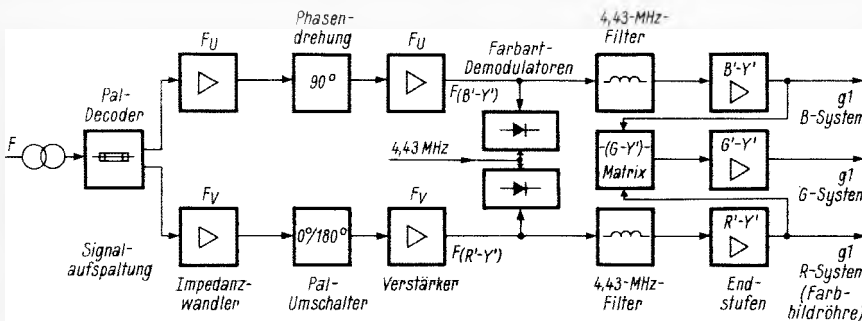 Phasen-
drehung
4,43-MHz-
Filter
F_U
F_U
Farbart-
Demodulatoren
Pal-
Decoder
90°
B'-Y'
F(B'-Y')
g1
B-System
F
4,43 MHz
-(G-Y')-
Matrix
G'-Y'
g1
G-System
F_V
F_V
0°/180°
R'-Y'
F(R'-Y')
Signal-
aufspaltung
Impedanz-
wandler
Pal-
Umschalter
Verstärker
4,43-MHz-
Filter
End-
stufen
g1
R-System
(Farb-
bildröhre)